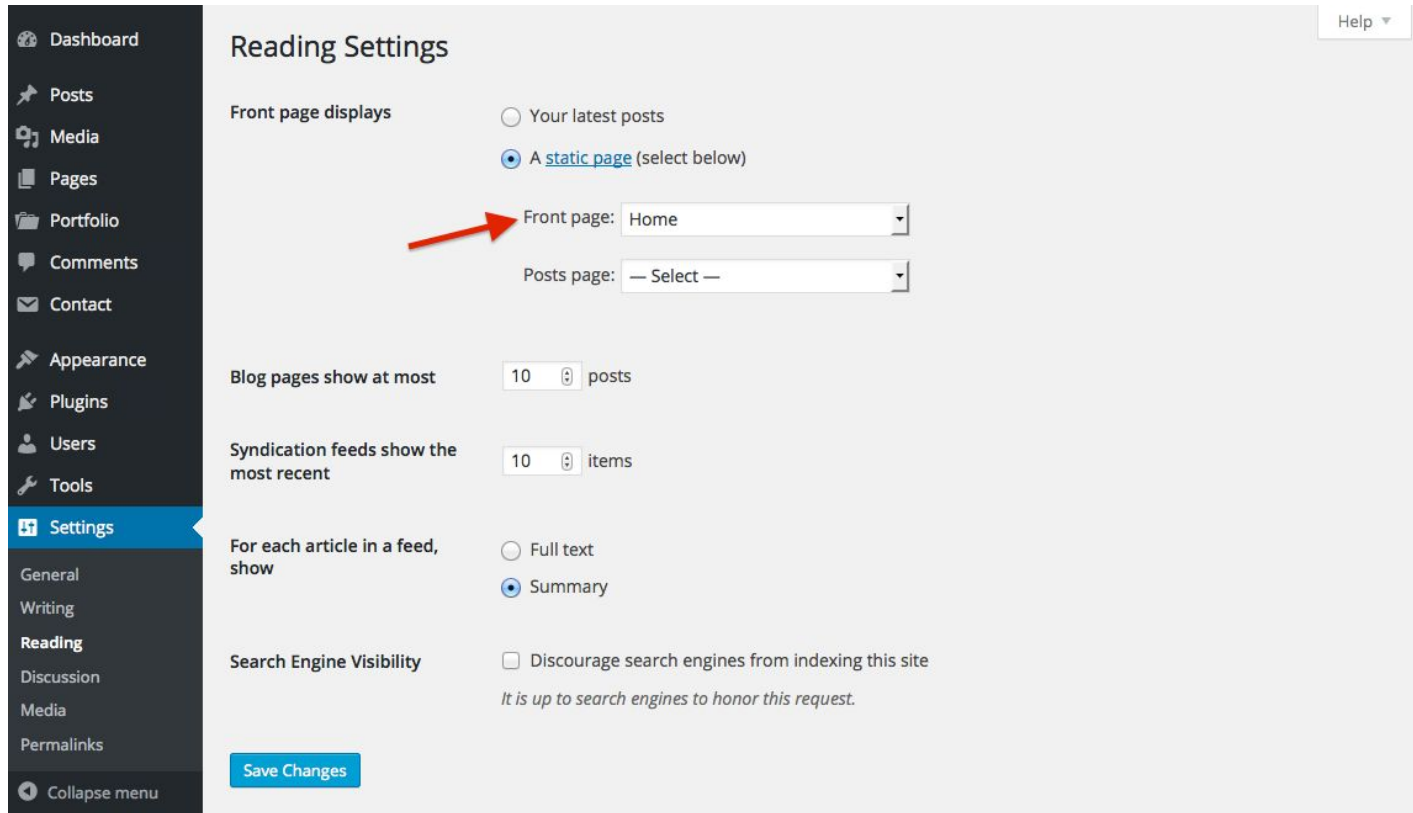 Dashboard
Posts
Media
Pages
Portfolio
Comments
Contact
Appearance
Plugins
Users
Tools
Settings
General
Writing
Reading
Discussion
Media
Permalinks
Collapse menu
Help
Reading Settings
Front page displays
Your latest posts
A static page (select below)
Front page: Home
Posts page: — Select —
Blog pages show at most
10 posts
Syndication feeds show the
most recent
10 items
For each article in a feed,
show
Full text
Summary
Search Engine Visibility
Discourage search engines from indexing this site
It is up to search engines to honor this request.
Save Changes